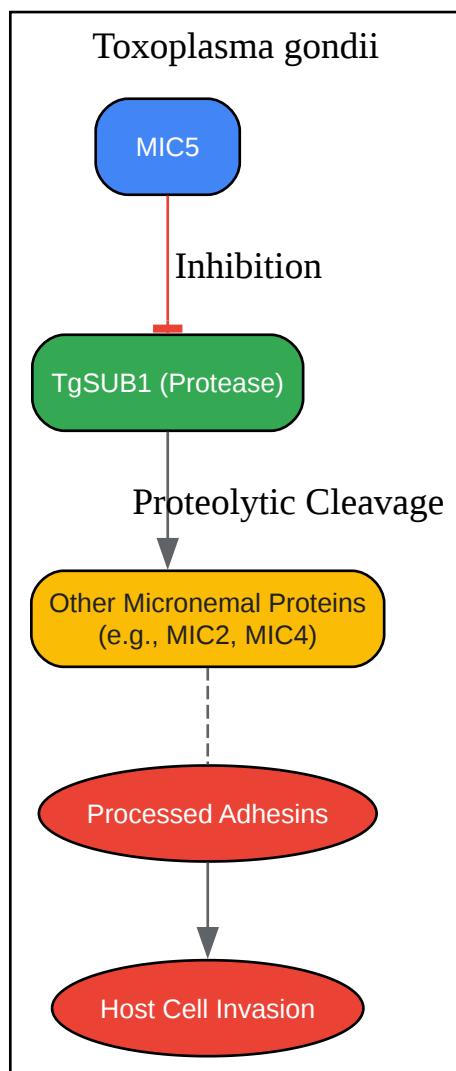 Toxoplasma gondii
MIC5
Inhibition
TgSUB1 (Protease)
Proteolytic Cleavage
Other Micronemal Proteins
(e.g., MIC2, MIC4)
Processed Adhesins
Host Cell Invasion